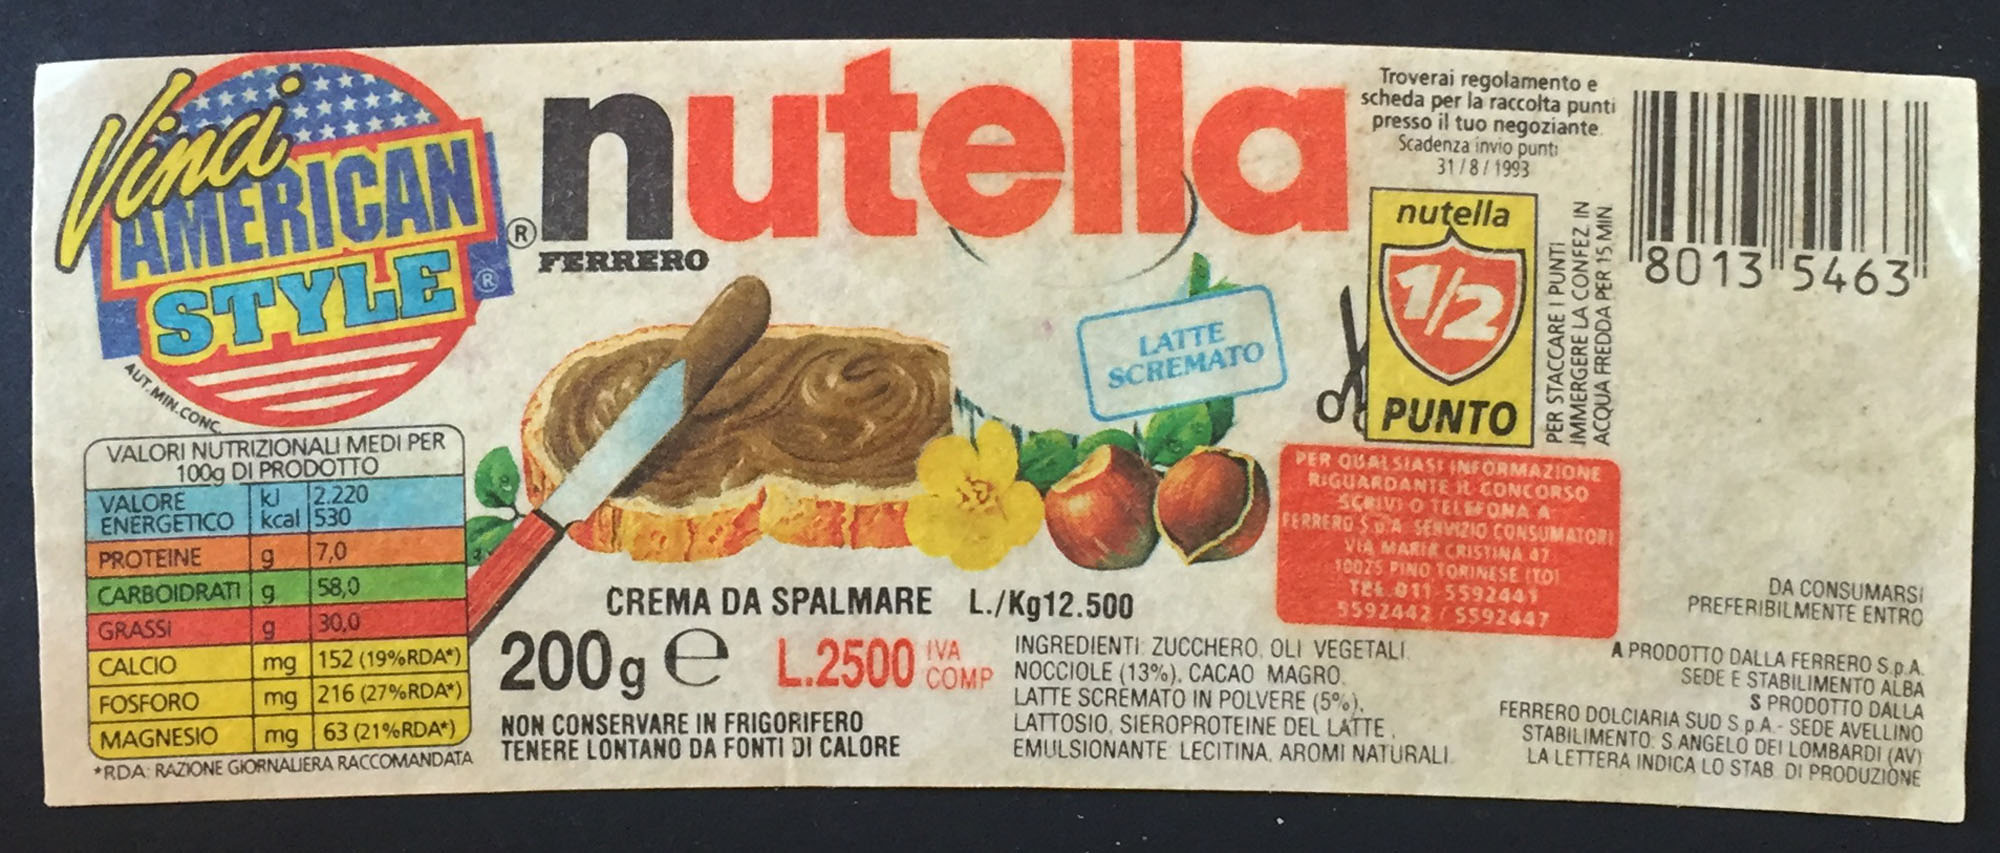 Vinci
AMERICAN
STYLE
®
AUT.MIN.CONC.
VALORI NUTRIZIONALI MEDI PER
100g DI PRODOTTO
VALORE ENERGETICO kJ 2.220
kcal 530
PROTEINE g 7,0
CARBOIDRATI g 58,0
GRASSI g 30,0
CALCIO mg 152 (19%RDA*)
FOSFORO mg 216 (27%RDA*)
MAGNESIO mg 63 (21%RDA*)
*RDA: RAZIONE GIORNALIERA RACCOMANDATA
® nutella
FERRERO
LATTE
SCREMATO
CREMA DA SPALMARE L./Kg12.500
200g e L.2500 IVA
COMP
NON CONSERVARE IN FRIGORIFERO
TENERE LONTANO DA FONTI DI CALORE
INGREDIENTI: ZUCCHERO, OLI VEGETALI,
NOCCIOLE (13%), CACAO MAGRO,
LATTE SCREMATO IN POLVERE (5%),
LATTOSIO, SIEROPROTEINE DEL LATTE,
EMULSIONANTE: LECITINA, AROMI NATURALI.
Troverai regolamento e
scheda per la raccolta punti
presso il tuo negoziante.
Scadenza invio punti
31/8/1993
nutella
1/2
PUNTO
PER STACCARE I PUNTI
IMMERGERE LA CONFEZ. IN
ACQUA FREDDA PER 15 MIN.
PER QUALSIASI INFORMAZIONE
RIGUARDANTE IL CONCORSO
SCRIVI O TELEFONA A
FERRERO S.p.A. SERVIZIO CONSUMATORI
VIA MARIA CRISTINA 47
10025 PINO TORINESE (TO)
TEL. 011-5592441
5592442 / 5592447
8013 5463
DA CONSUMARSI
PREFERIBILMENTE ENTRO
A PRODOTTO DALLA FERRERO S.p.A.
SEDE E STABILIMENTO ALBA
S PRODOTTO DALLA
FERRERO DOLCIARIA SUD S.p.A.- SEDE AVELLINO
STABILIMENTO: S.ANGELO DEI LOMBARDI (AV)
LA LETTERA INDICA LO STAB. DI PRODUZIONE